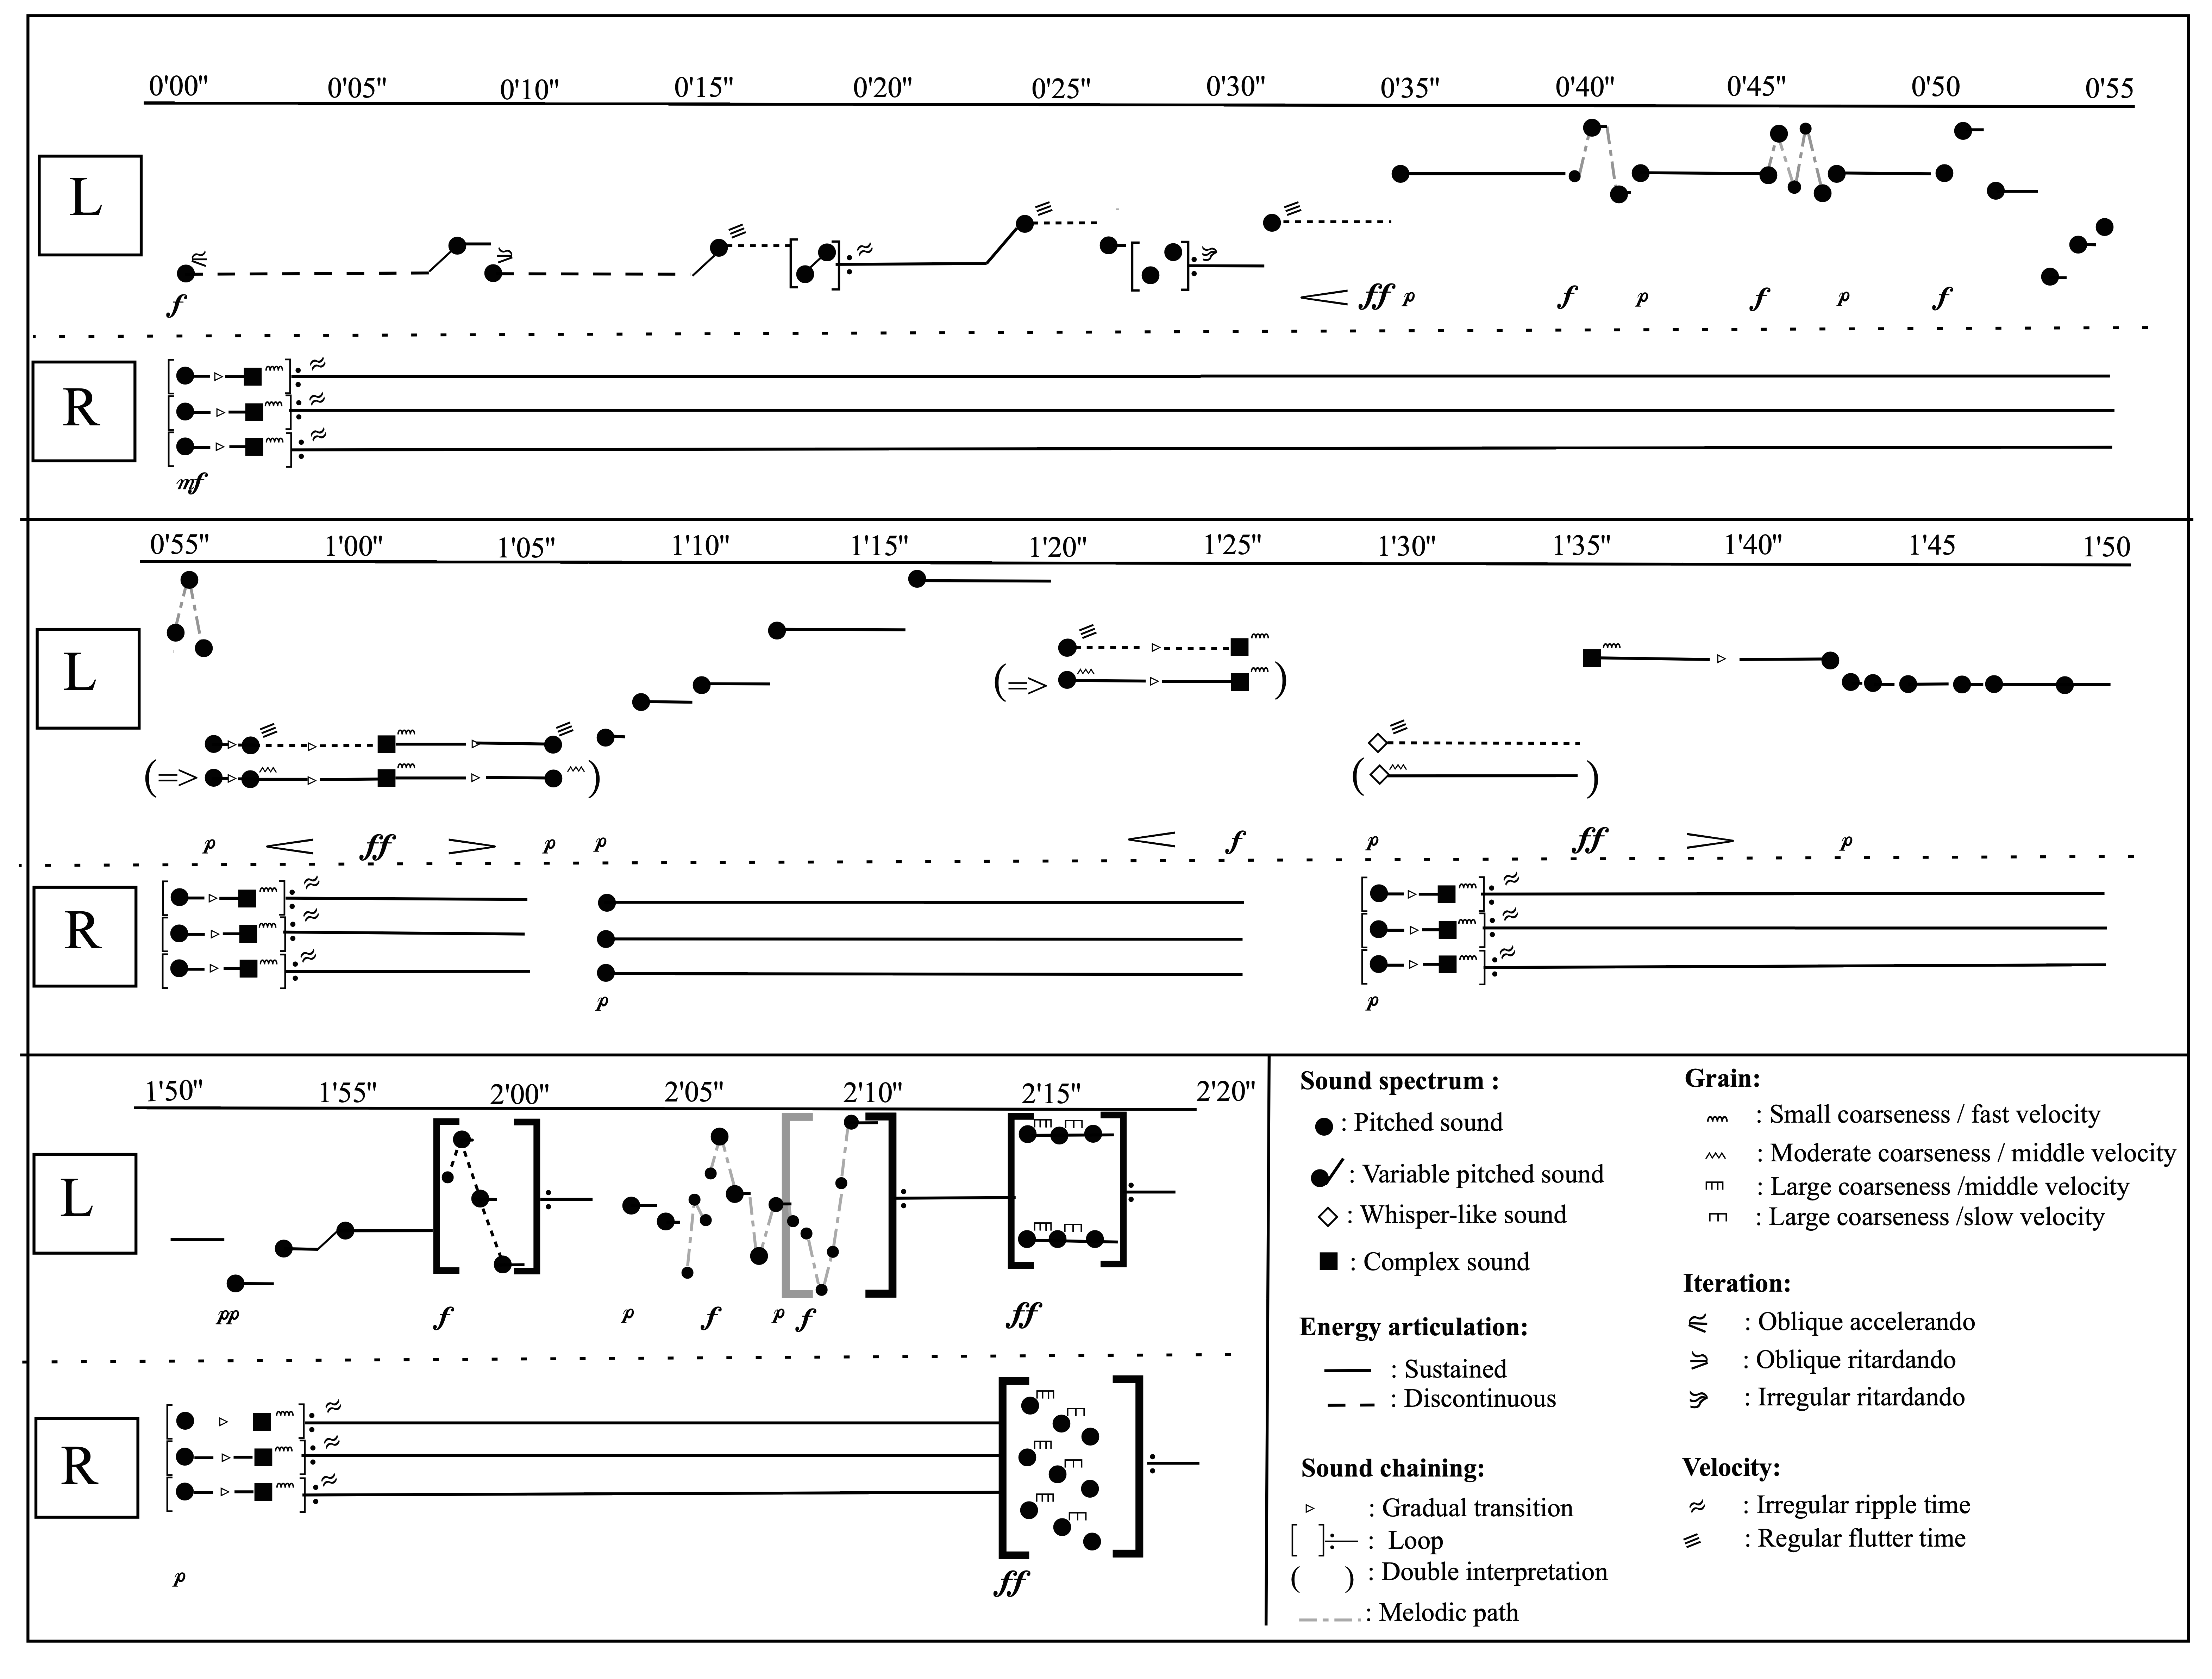 0'00" 0'05" 0'10" 0'15" 0'20" 0'25" 0'30" 0'35" 0'40" 0'45" 0'50 0'55
L
f ff p f p f p f
R
mf
0'55" 1'00" 1'05" 1'10" 1'15" 1'20" 1'25" 1'30" 1'35" 1'40" 1'45 1'50
L
(=> )
(=> )
( )
p ff p p f p ff p
R
p p
1'50" 1'55" 2'00" 2'05" 2'10" 2'15" 2'20"
L
pp f p f p f ff
R
p ff
Sound spectrum :
: Pitched sound
: Variable pitched sound
: Whisper-like sound
: Complex sound
Energy articulation:
: Sustained
: Discontinuous
Sound chaining:
: Gradual transition
[ ]: : Loop
( ) : Double interpretation
: Melodic path
Grain:
: Small coarseness / fast velocity
: Moderate coarseness / middle velocity
: Large coarseness /middle velocity
: Large coarseness /slow velocity
Iteration:
: Oblique accelerando
: Oblique ritardando
: Irregular ritardando
Velocity:
: Irregular ripple time
: Regular flutter time